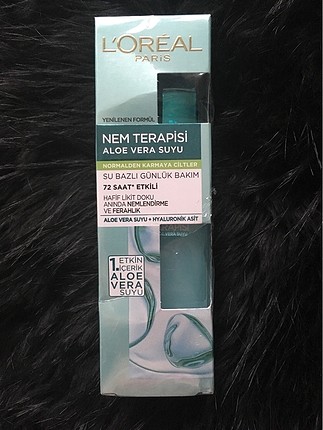 L'ORÉAL
PARIS
YENİLENEN FORMÜL
NEM TERAPİSİ
ALOE VERA SUYU
NORMALDEN KARMAYA CİLTLER
SU BAZLI GÜNLÜK BAKIM
72 SAAT* ETKİLİ
HAFİF LİKİT DOKU
ANINDA NEMLENDİRME
VE FERAHLIK
ALOE VERA SUYU + HYALURONİK ASİT
1. ETKİN
İÇERİK
ALOE
VERA
SUYU